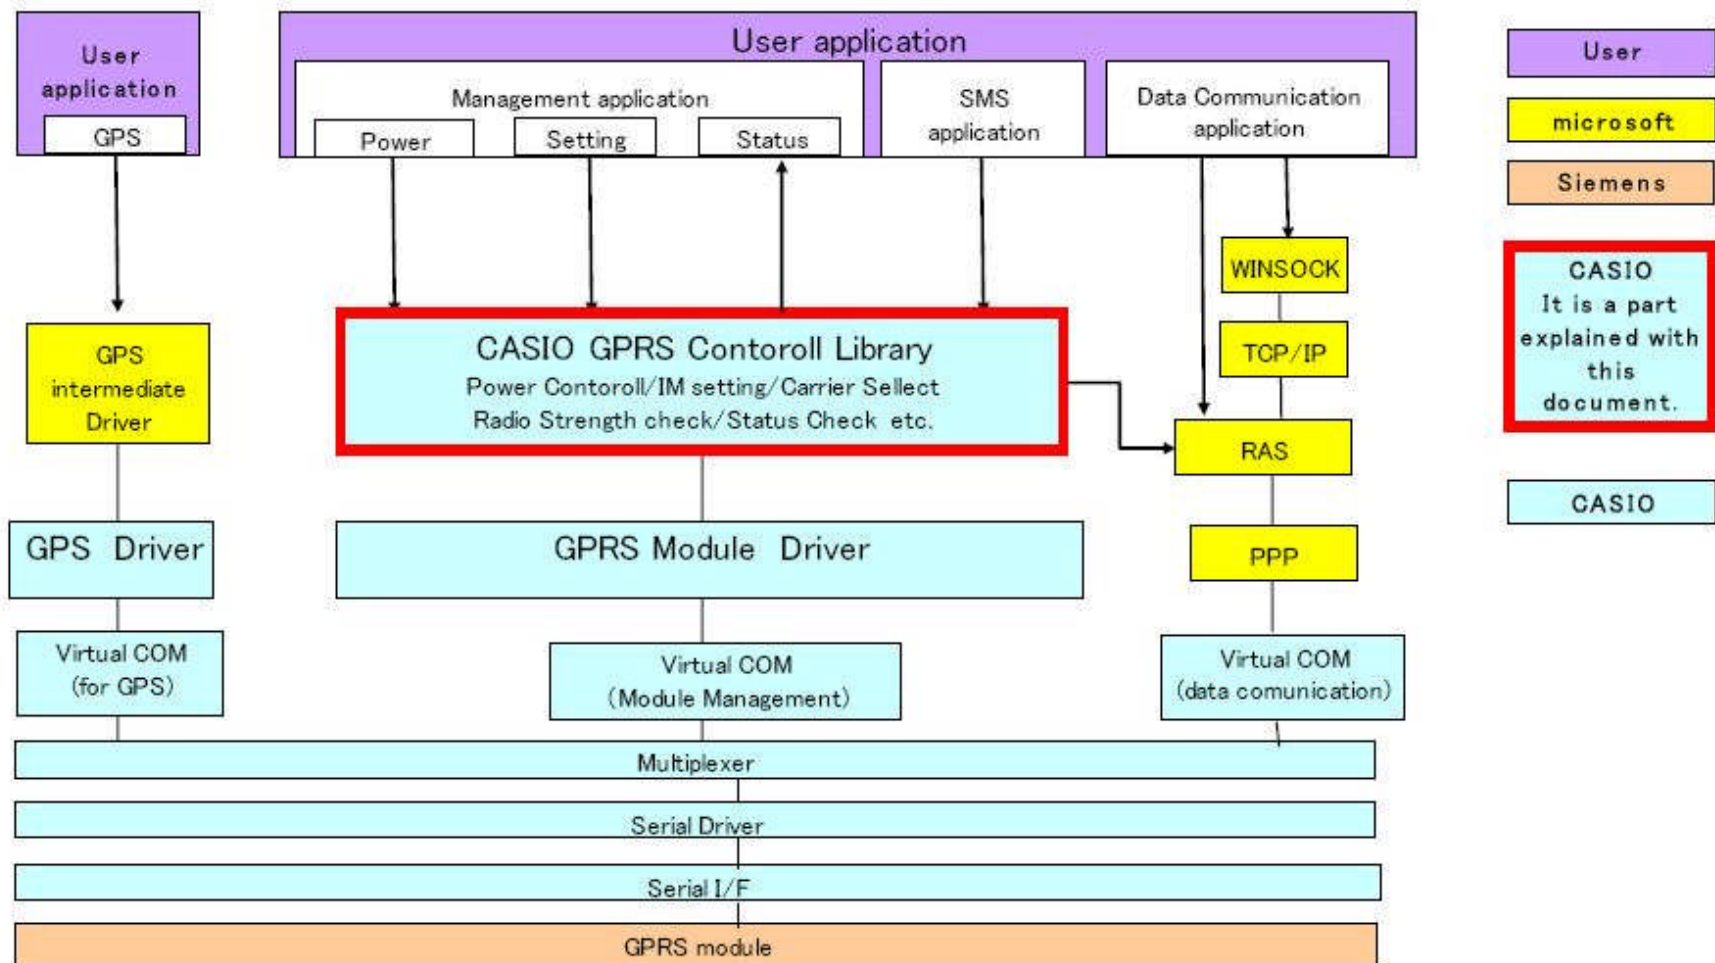 User
application
GPS
User application
Management application
Power
Setting
Status
SMS
application
Data Communication
application
WINSOCK
TCP/IP
RAS
PPP
GPS
intermediate
Driver
CASIO GPRS Contoroll Library
Power Contoroll/IM setting/Carrier Sellect
Radio Strength check/Status Check etc.
GPS Driver
GPRS Module Driver
Virtual COM
(for GPS)
Virtual COM
(Module Management)
Virtual COM
(data comunication)
Multiplexer
Serial Driver
Serial I/F
GPRS module
User
microsoft
Siemens
CASIO
It is a part
explained with
this
document.
CASIO